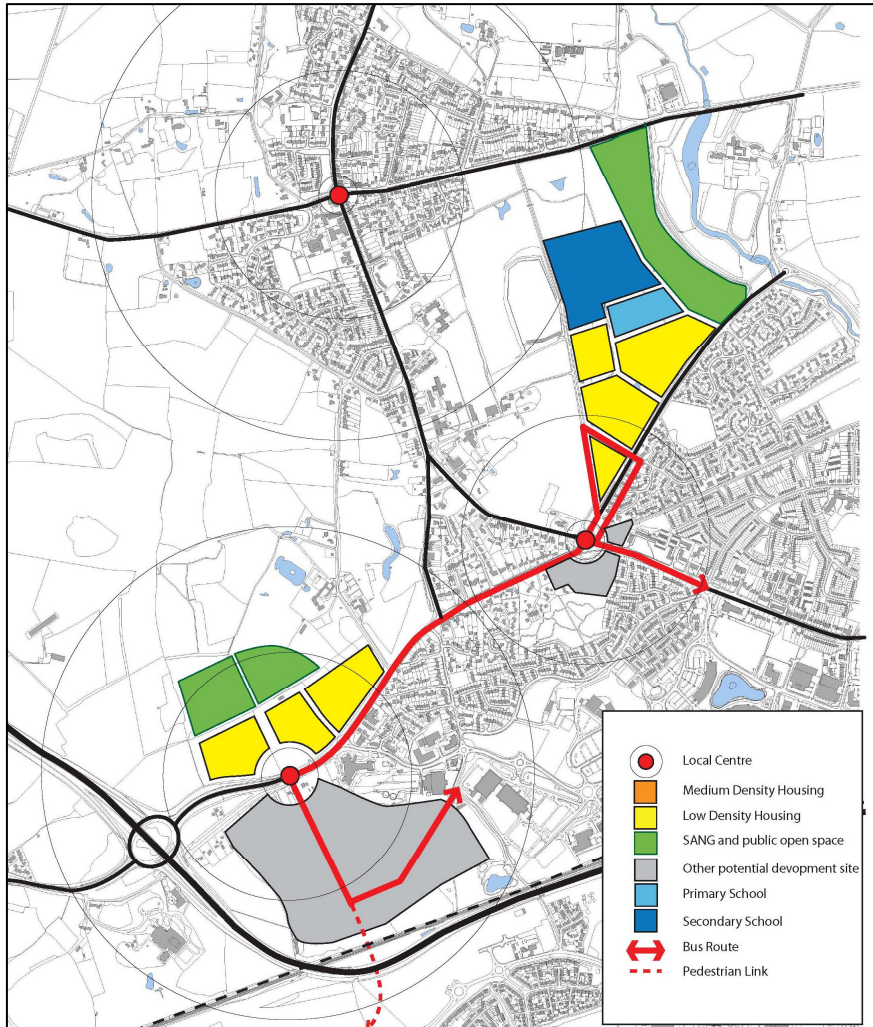 Local Centre
Medium Density Housing
Low Density Housing
SANG and public open space
Other potential devopment site
Primary School
Secondary School
Bus Route
Pedestrian Link